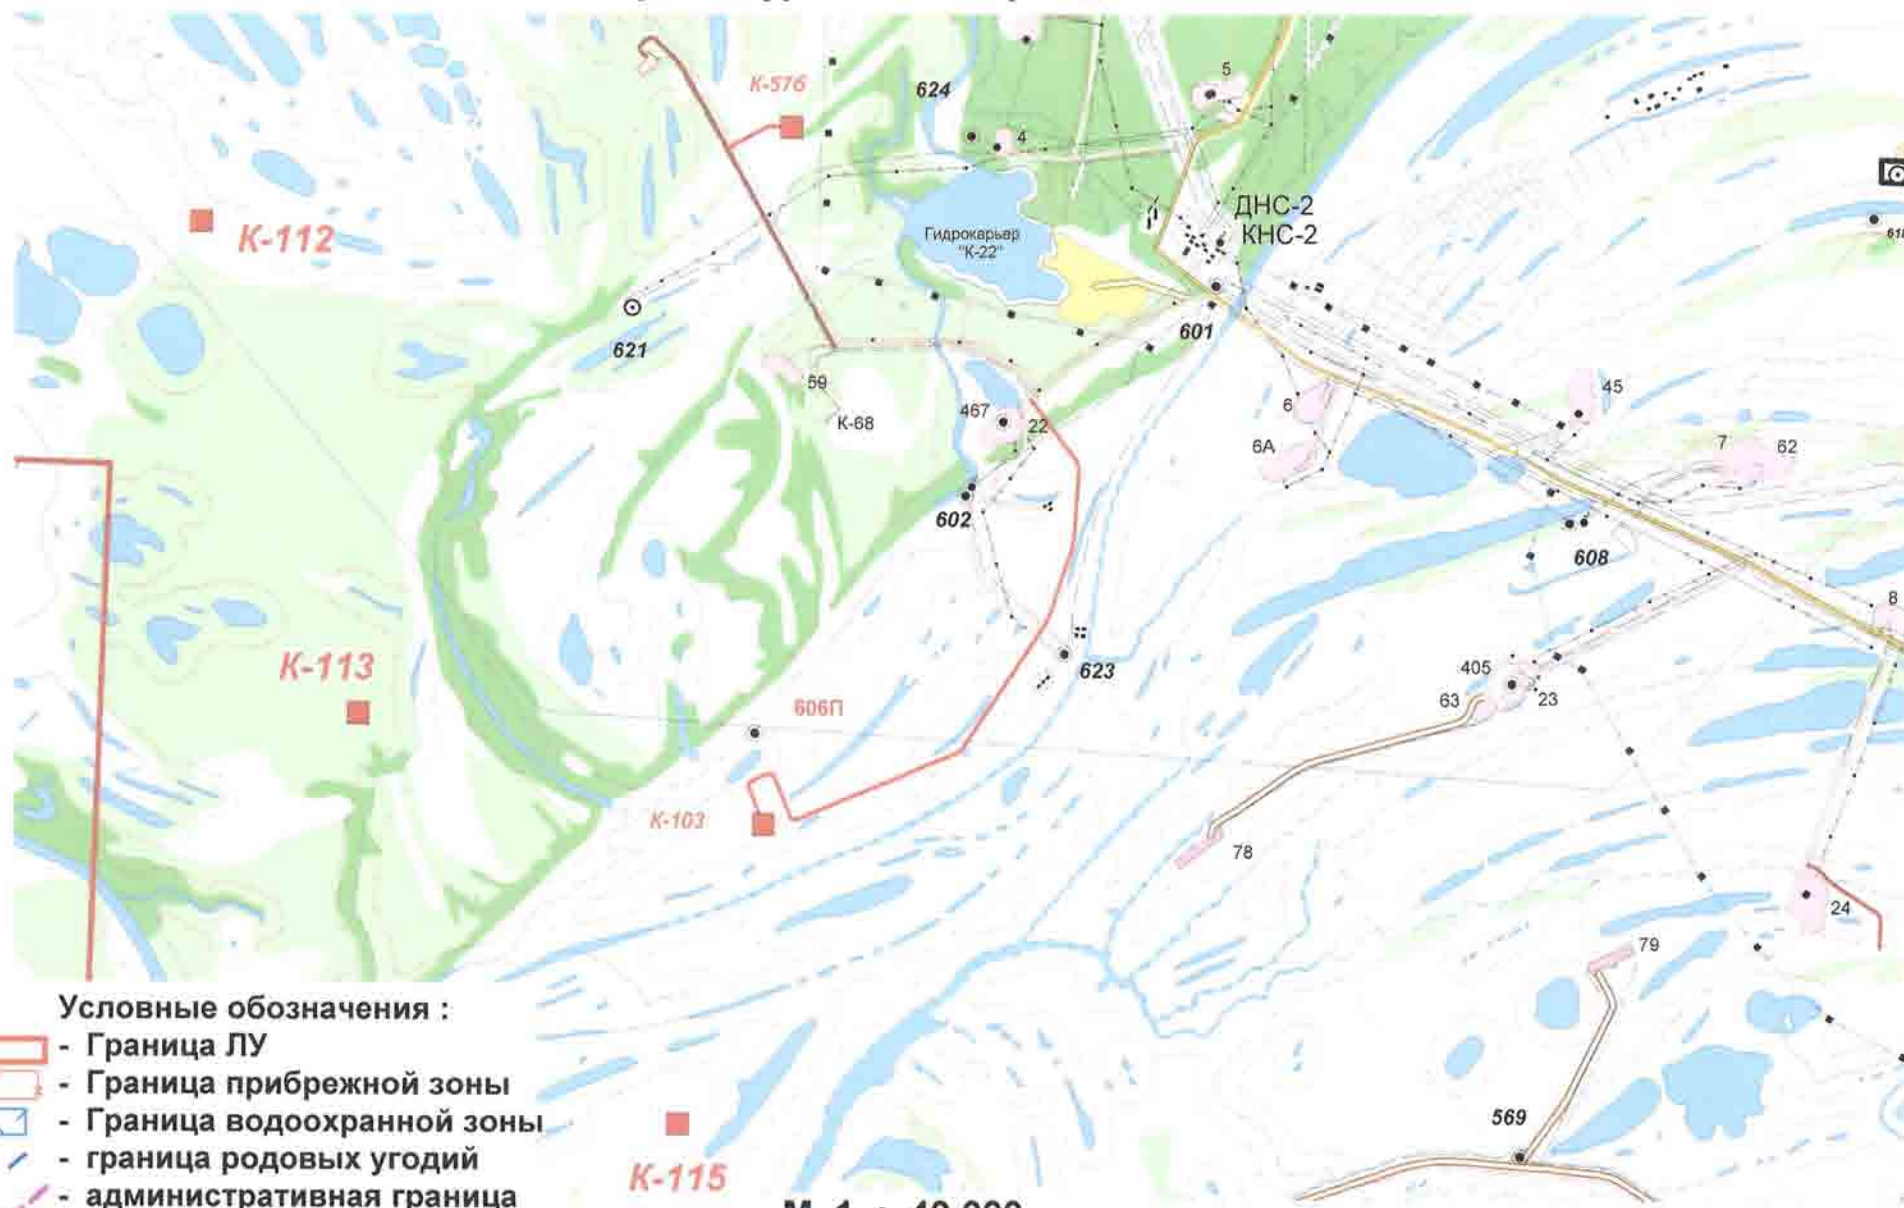 К-576
624
5
4
К-112
ДНС-2
КНС-2
Гидрокарьер
"К-22"
601
621
59
К-68
467
22
6
6А
45
7
62
602
608
8
К-113
623
405
63
23
606П
К-103
78
24
79
569
К-115
Условные обозначения :
- Граница ЛУ
- Граница прибрежной зоны
- Граница водоохранной зоны
- граница родовых угодий
- административная граница